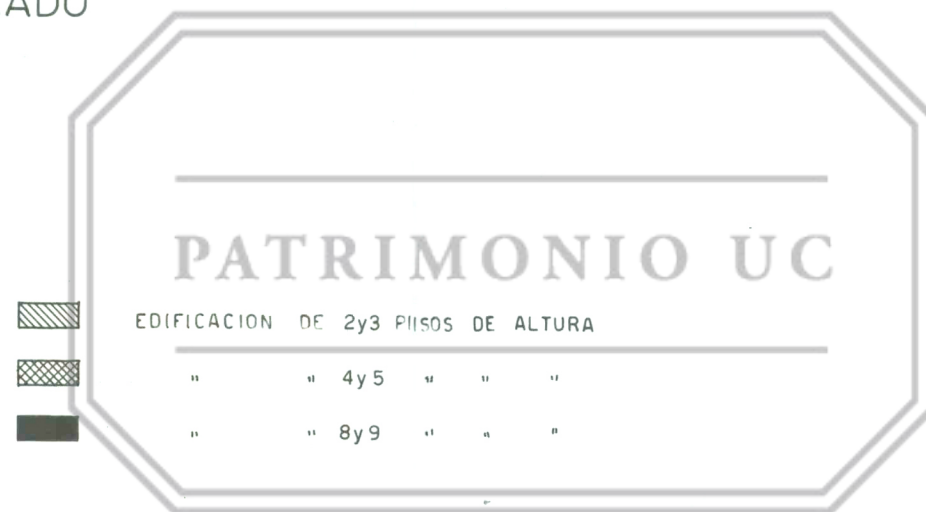 ADO
PATRIMONIO UC
EDIFICACION DE 2y3 PIISOS DE ALTURA
" " 4y5 " " "
" " 8y9 " " "